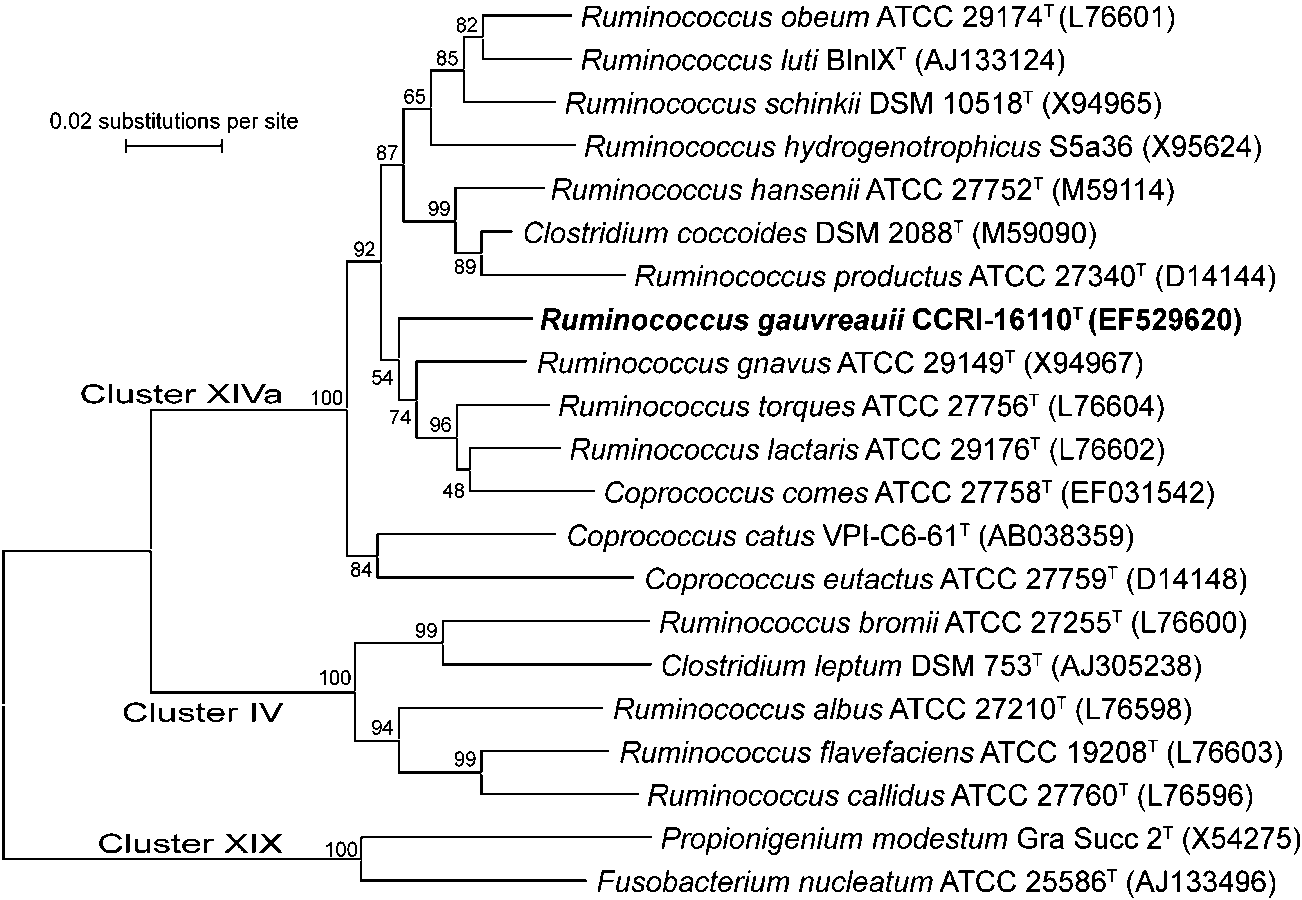 82
Ruminococcus obeum ATCC 29174ᵀ (L76601)
85
Ruminococcus luti BlnIXᵀ (AJ133124)
65
Ruminococcus schinkii DSM 10518ᵀ (X94965)
0.02 substitutions per site
87
Ruminococcus hydrogenotrophicus S5a36 (X95624)
Ruminococcus hansenii ATCC 27752ᵀ (M59114)
99
Clostridium coccoides DSM 2088ᵀ (M59090)
92
89
Ruminococcus productus ATCC 27340ᵀ (D14144)
Ruminococcus gauvreauii CCRI-16110ᵀ (EF529620)
Ruminococcus gnavus ATCC 29149ᵀ (X94967)
54
Cluster XIVa
100
Ruminococcus torques ATCC 27756ᵀ (L76604)
74
96
Ruminococcus lactaris ATCC 29176ᵀ (L76602)
48
Coprococcus comes ATCC 27758ᵀ (EF031542)
Coprococcus catus VPI-C6-61ᵀ (AB038359)
84
Coprococcus eutactus ATCC 27759ᵀ (D14148)
Ruminococcus bromii ATCC 27255ᵀ (L76600)
99
Clostridium leptum DSM 753ᵀ (AJ305238)
100
Cluster IV
Ruminococcus albus ATCC 27210ᵀ (L76598)
94
Ruminococcus flavefaciens ATCC 19208ᵀ (L76603)
99
Ruminococcus callidus ATCC 27760ᵀ (L76596)
Cluster XIX
Propionigenium modestum Gra Succ 2ᵀ (X54275)
100
Fusobacterium nucleatum ATCC 25586ᵀ (AJ133496)